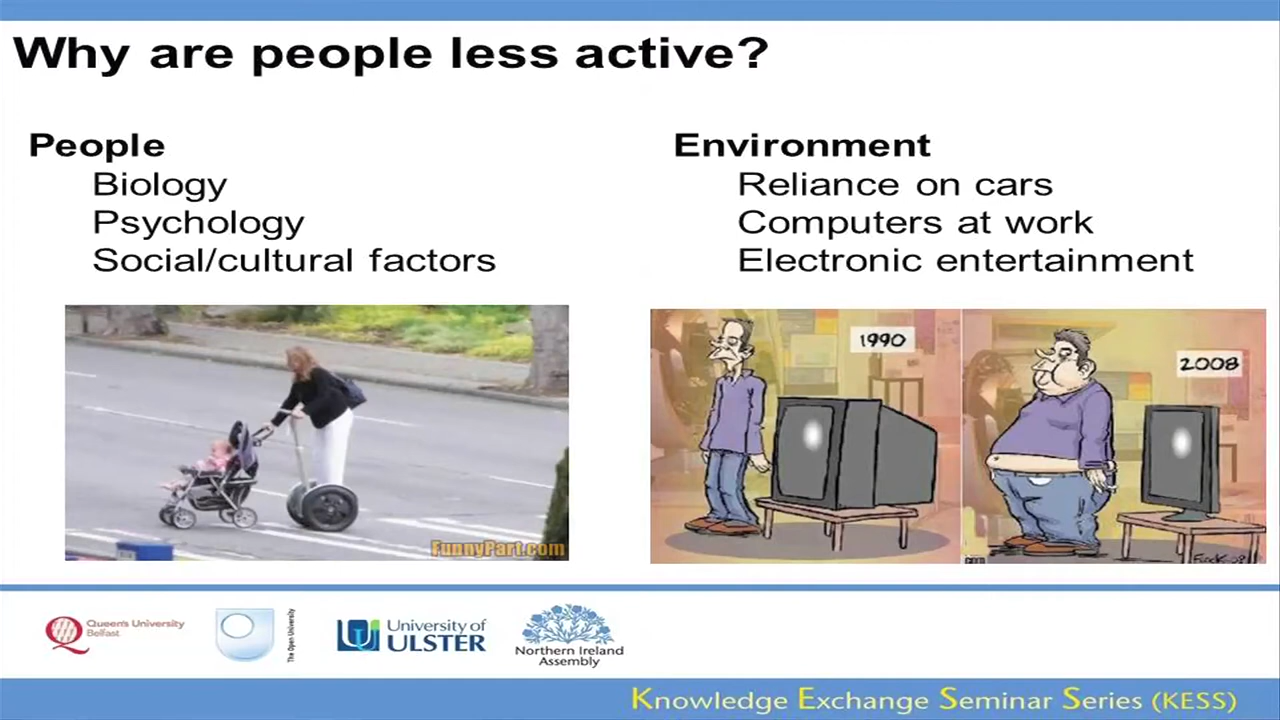 Why are people less active?
People
Biology
Psychology
Social/cultural factors
Environment
Reliance on cars
Computers at work
Electronic entertainment
FunnyPart.com
1990
2008
Queen's University
Belfast
The Open University
University of
ULSTER
Northern Ireland
Assembly
Knowledge Exchange Seminar Series (KESS)